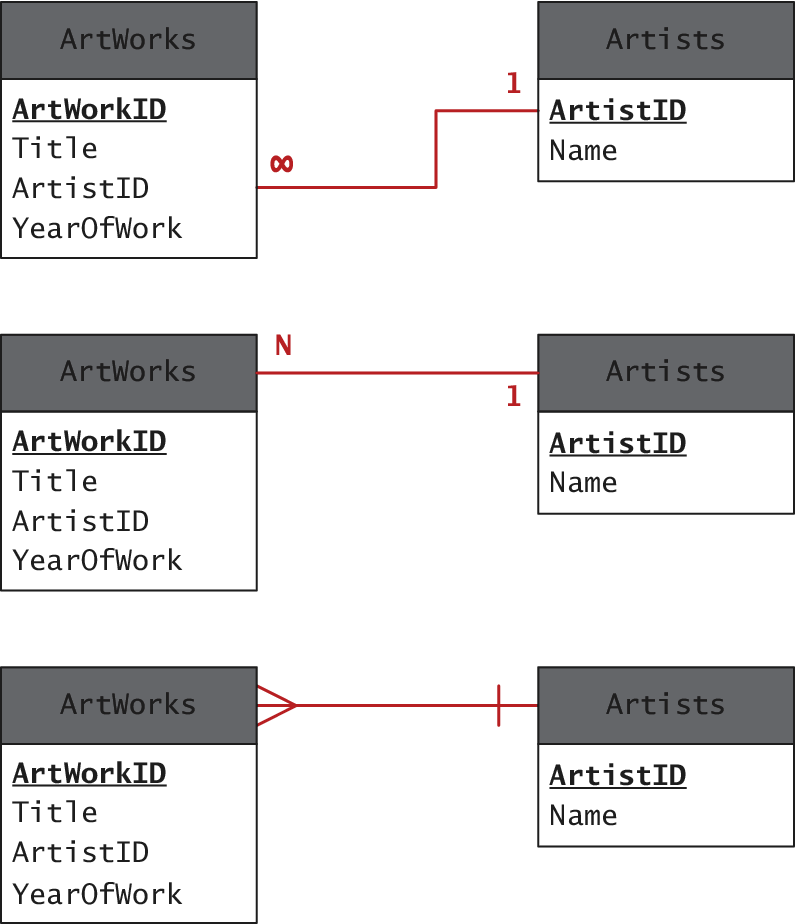 ArtWorks
ArtWorkID
Title
ArtistID
YearOfWork
∞
1
Artists
ArtistID
Name
ArtWorks
ArtWorkID
Title
ArtistID
YearOfWork
N
1
Artists
ArtistID
Name
ArtWorks
ArtWorkID
Title
ArtistID
YearOfWork
Artists
ArtistID
Name